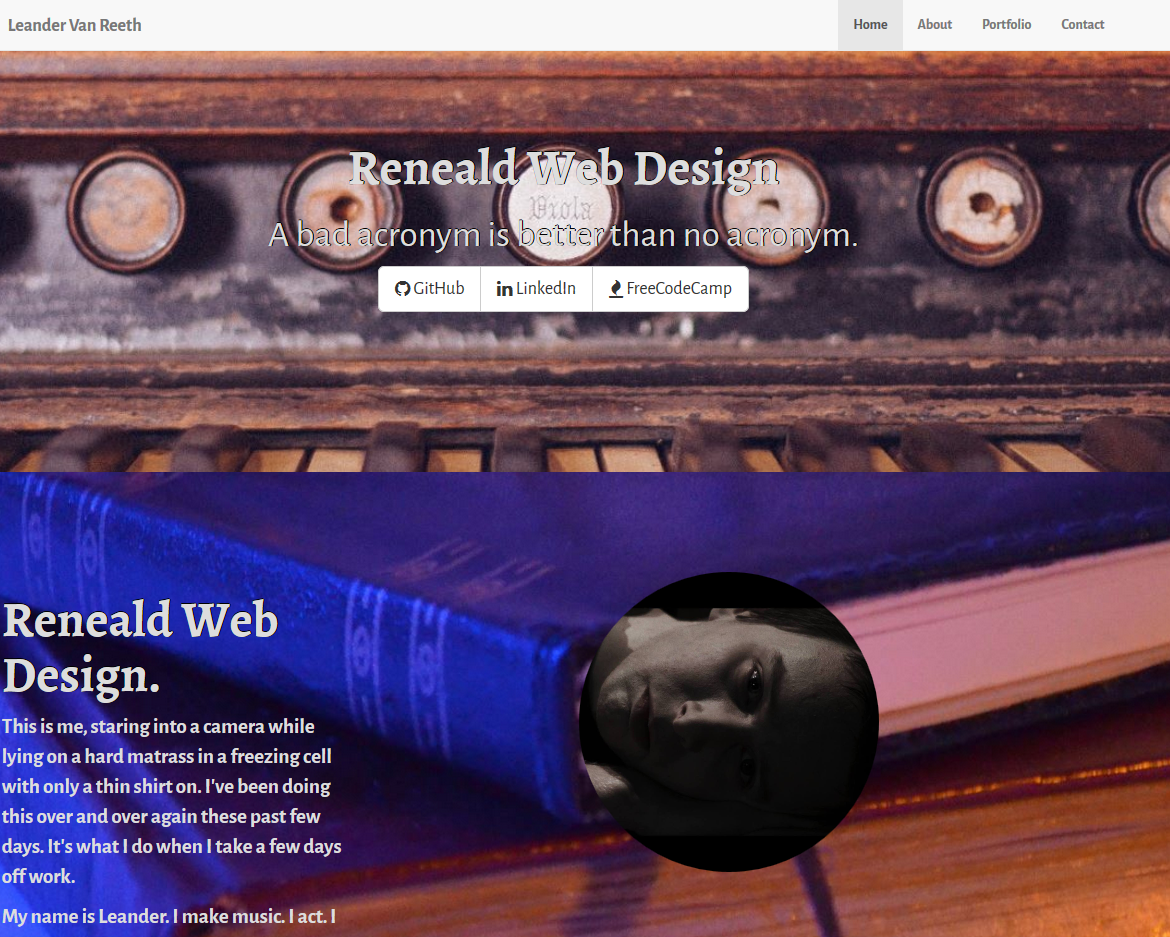 Leander Van Reeth
Home About Portfolio Contact
Reneald Web Design
Viola
A bad acronym is better than no acronym.
GitHub LinkedIn FreeCodeCamp
Reneald Web
Design.
This is me, staring into a camera while
lying on a hard matrass in a freezing cell
with only a thin shirt on. I've been doing
this over and over again these past few
days. It's what I do when I take a few days
off work.
My name is Leander. I make music. I act. I